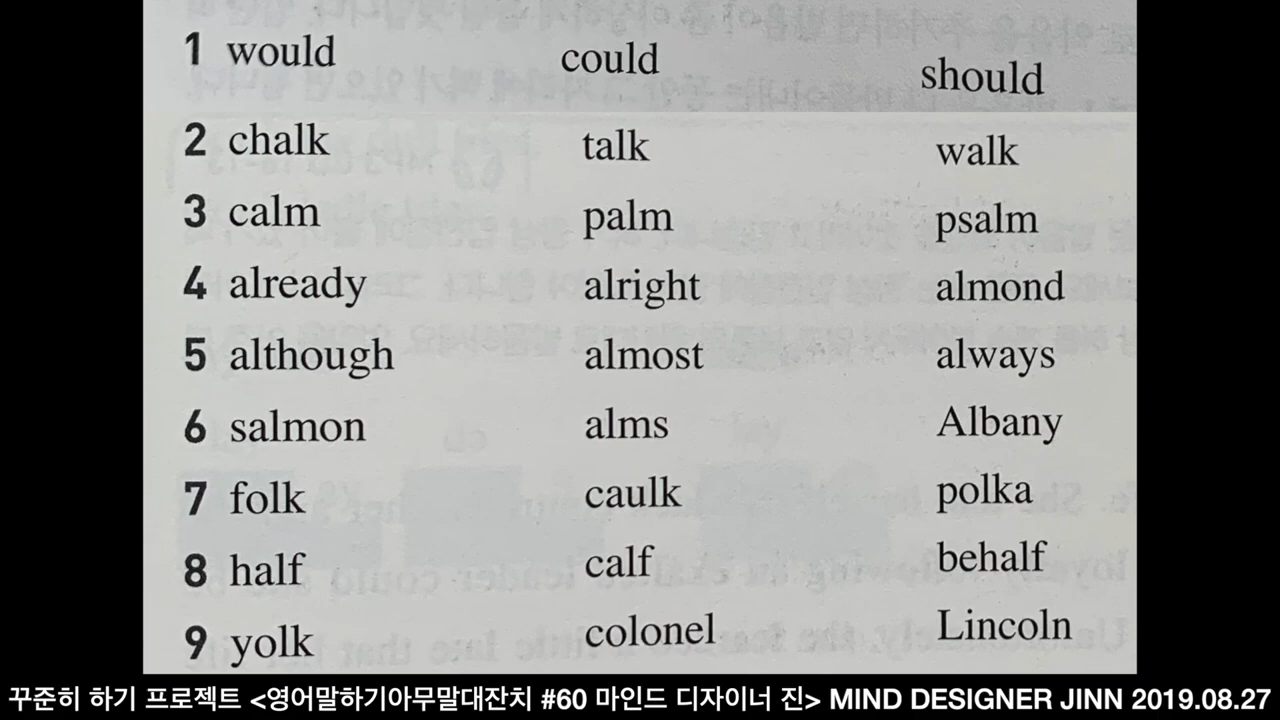 1 would could should
2 chalk talk walk
3 calm palm psalm
4 already alright almond
5 although almost always
6 salmon alms Albany
7 folk caulk polka
8 half calf behalf
9 yolk colonel Lincoln
꾸준히 하기 프로젝트 <영어말하기아무말대잔치 #60 마인드 디자이너 진> MIND DESIGNER JINN 2019.08.27